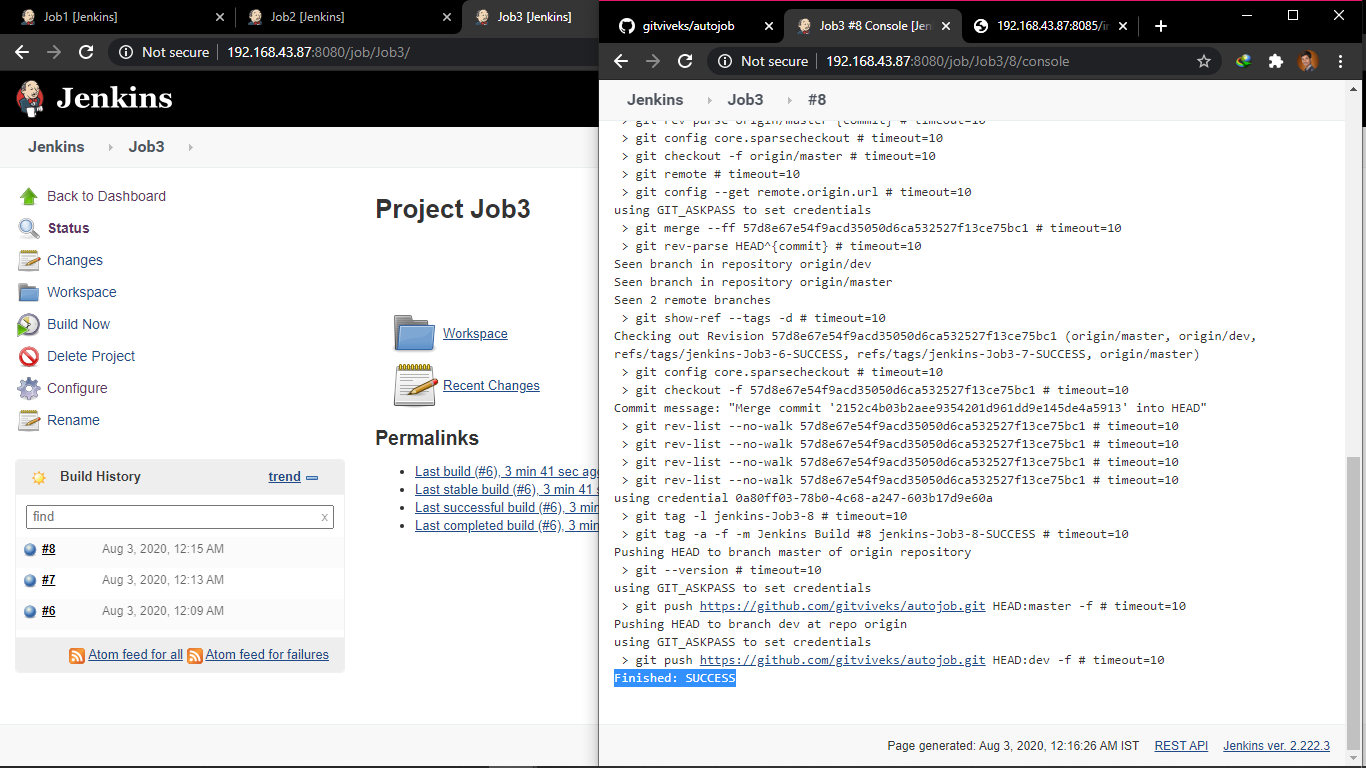 Job1 [Jenkins]
Job2 [Jenkins]
Job3 [Jenkins]
Not secure
192.168.43.87:8080/job/Job3/
Jenkins
Jenkins
Job3
Back to Dashboard
Status
Changes
Workspace
Build Now
Delete Project
Configure
Rename
Build History
trend
find
x
#8 Aug 3, 2020, 12:15 AM
#7 Aug 3, 2020, 12:13 AM
#6 Aug 3, 2020, 12:09 AM
Atom feed for all
Atom feed for failures
Project Job3
Workspace
Recent Changes
Permalinks
Last build (#6), 3 min 41 sec ago
Last stable build (#6), 3 min 41
Last successful build (#6), 3 min
Last completed build (#6), 3 min
gitviveks/autojob
Job3 #8 Console [Jen
192.168.43.87:8085/
Not secure
192.168.43.87:8080/job/Job3/8/console
Jenkins
Job3
#8
> git rev-parse origin/master^{commit} # timeout=10
> git config core.sparsecheckout # timeout=10
> git checkout -f origin/master # timeout=10
> git remote # timeout=10
> git config --get remote.origin.url # timeout=10
using GIT_ASKPASS to set credentials
> git merge --ff 57d8e67e54f9acd35050d6ca532527f13ce75bc1 # timeout=10
> git rev-parse HEAD^{commit} # timeout=10
Seen branch in repository origin/dev
Seen branch in repository origin/master
Seen 2 remote branches
> git show-ref --tags -d # timeout=10
Checking out Revision 57d8e67e54f9acd35050d6ca532527f13ce75bc1 (origin/master, origin/dev,
refs/tags/jenkins-Job3-6-SUCCESS, refs/tags/jenkins-Job3-7-SUCCESS, origin/master)
> git config core.sparsecheckout # timeout=10
> git checkout -f 57d8e67e54f9acd35050d6ca532527f13ce75bc1 # timeout=10
Commit message: "Merge commit '2152c4b03b2aee9354201d961dd9e145de4a5913' into HEAD"
> git rev-list --no-walk 57d8e67e54f9acd35050d6ca532527f13ce75bc1 # timeout=10
> git rev-list --no-walk 57d8e67e54f9acd35050d6ca532527f13ce75bc1 # timeout=10
> git rev-list --no-walk 57d8e67e54f9acd35050d6ca532527f13ce75bc1 # timeout=10
> git rev-list --no-walk 57d8e67e54f9acd35050d6ca532527f13ce75bc1 # timeout=10
using credential 0a80ff03-78b0-4c68-a247-603b17d9e60a
> git tag -l jenkins-Job3-8 # timeout=10
> git tag -a -f -m Jenkins Build #8 jenkins-Job3-8-SUCCESS # timeout=10
Pushing HEAD to branch master of origin repository
> git --version # timeout=10
using GIT_ASKPASS to set credentials
> git push https://github.com/gitviveks/autojob.git HEAD:master -f # timeout=10
Pushing HEAD to branch dev at repo origin
using GIT_ASKPASS to set credentials
> git push https://github.com/gitviveks/autojob.git HEAD:dev -f # timeout=10
Finished: SUCCESS
Page generated: Aug 3, 2020, 12:16:26 AM IST
REST API
Jenkins ver. 2.222.3